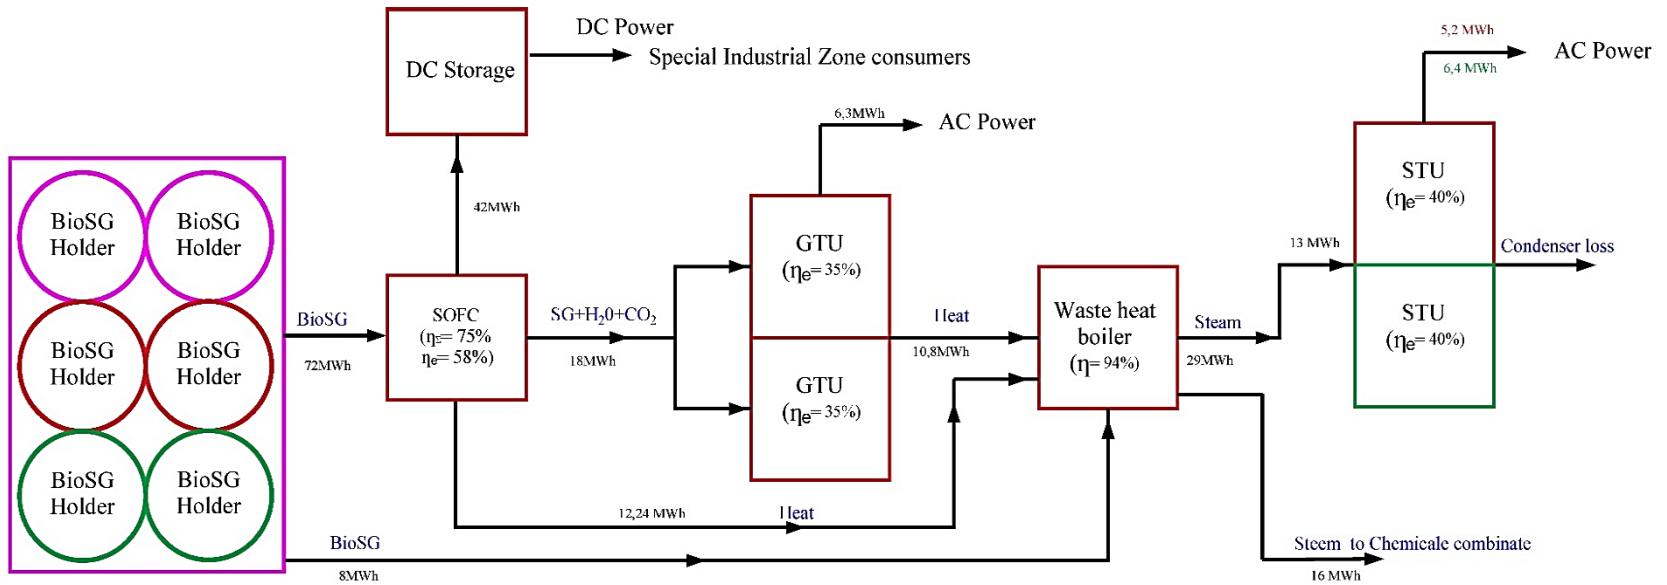 DC Power
Special Industrial Zone consumers
DC Storage
5,2 MWh
6,4 MWh
AC Power
6,3MWh
AC Power
42MWh
BioSG
Holder
BioSG
Holder
BioSG
Holder
BioSG
Holder
BioSG
Holder
BioSG
Holder
BioSG
72MWh
SOFC
(ηΣ= 75%
ηe= 58%)
SG+H₂0+CO₂
18MWh
GTU
(ηe= 35%)
GTU
(ηe= 35%)
Heat
10,8MWh
Waste heat
boiler
(η= 94%)
Steam
29MWh
13 MWh
STU
(ηe= 40%)
STU
(ηe= 40%)
Condenser loss
12,24 MWh
Heat
BioSG
8MWh
Steem to Chemicale combinate
16 MWh